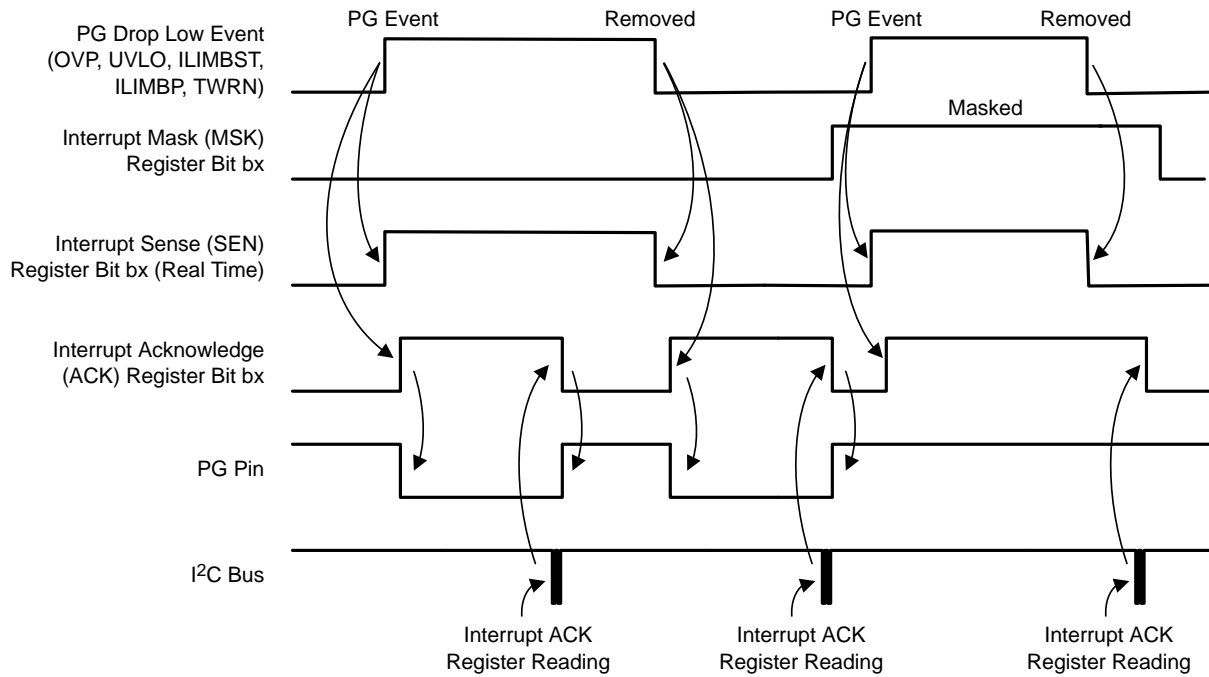 PG Event
Removed
PG Event
Removed
PG Drop Low Event
(OVP, UVLO, ILIMBST,
ILIMBP, TWRN)
Masked
Interrupt Mask (MSK)
Register Bit bx
Interrupt Sense (SEN)
Register Bit bx (Real Time)
Interrupt Acknowledge
(ACK) Register Bit bx
PG Pin
I2C Bus
Interrupt ACK
Register Reading
Interrupt ACK
Register Reading
Interrupt ACK
Register Reading